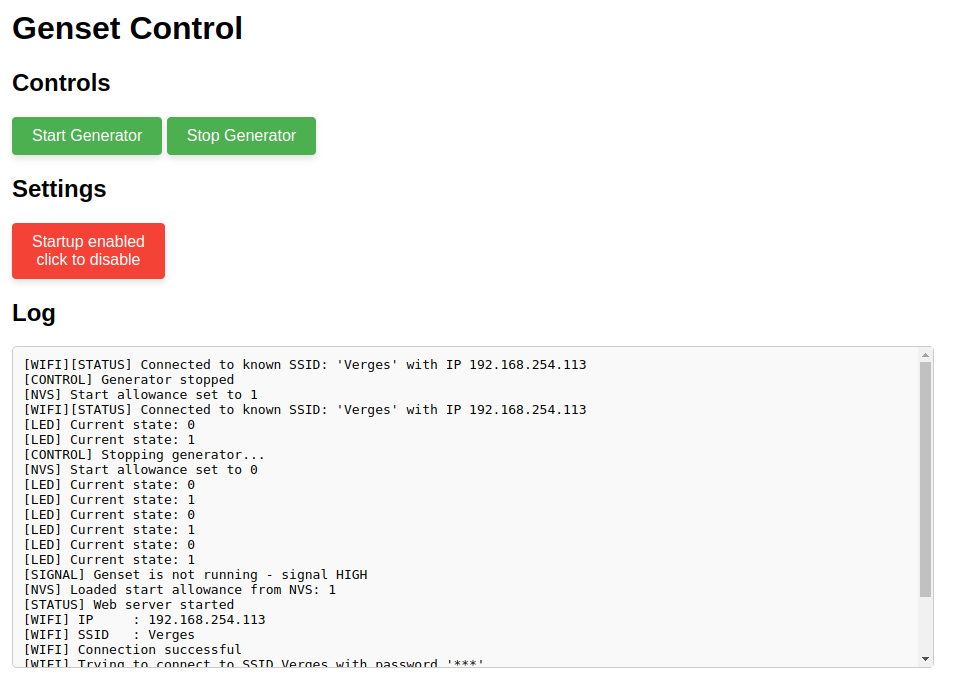 Genset Control
Controls
Start Generator Stop Generator
Settings
Startup enabled
click to disable
Log
[WIFI][STATUS] Connected to known SSID: 'Verges' with IP 192.168.254.113
[CONTROL] Generator stopped
[NVS] Start allowance set to 1
[WIFI][STATUS] Connected to known SSID: 'Verges' with IP 192.168.254.113
[LED] Current state: 0
[LED] Current state: 1
[CONTROL] Stopping generator...
[NVS] Start allowance set to 0
[LED] Current state: 0
[LED] Current state: 1
[LED] Current state: 0
[LED] Current state: 1
[LED] Current state: 0
[LED] Current state: 1
[SIGNAL] Genset is not running - signal HIGH
[NVS] Loaded start allowance from NVS: 1
[STATUS] Web server started
[WIFI] IP     : 192.168.254.113
[WIFI] SSID   : Verges
[WIFI] Connection successful
[WIFI] Trying to connect to SSID Verges with password '***'